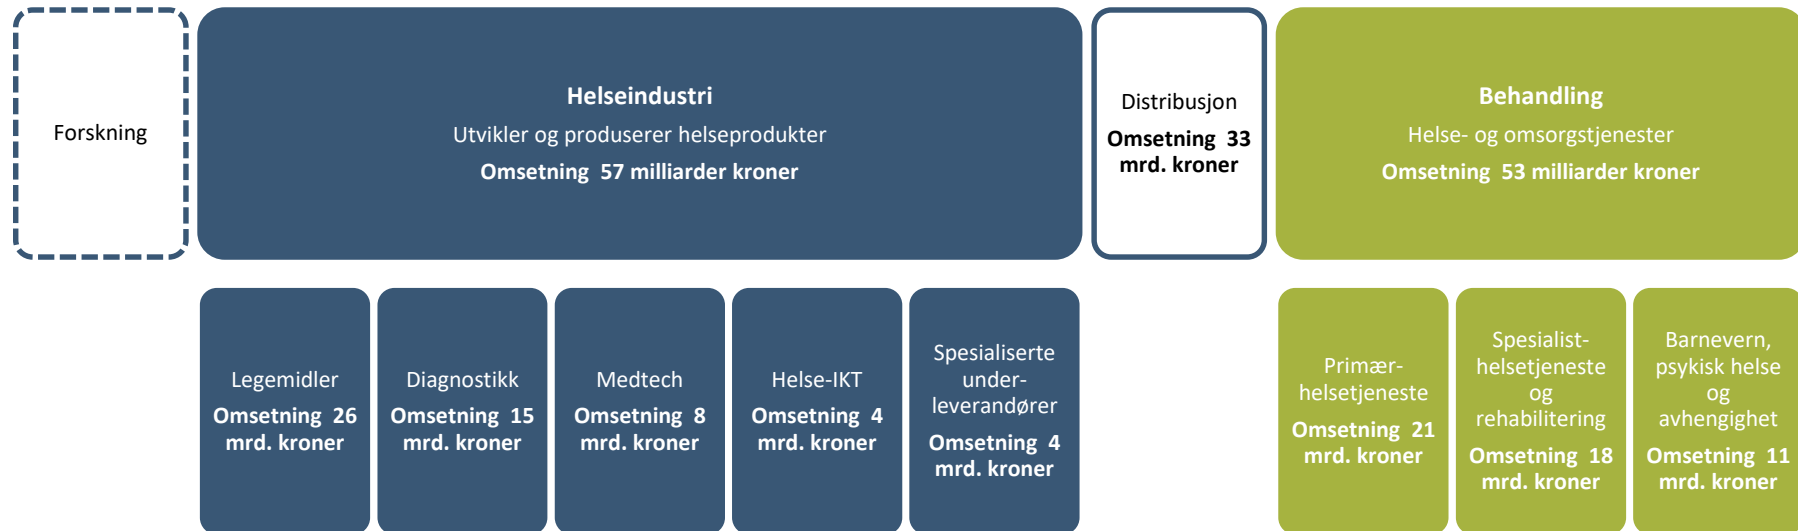 Forskning
Helseindustri
Utvikler og produserer helseprodukter
Omsetning 57 milliarder kroner
Distribusjon
Omsetning 33
mrd. kroner
Behandling
Helse- og omsorgstjenester
Omsetning 53 milliarder kroner
Legemidler
Omsetning 26
mrd. kroner
Diagnostikk
Omsetning 15
mrd. kroner
Medtech
Omsetning 8
mrd. kroner
Helse-IKT
Omsetning 4
mrd. kroner
Spesialiserte
under-
leverandører
Omsetning 4
mrd. kroner
Primær-
helsetjeneste
Omsetning 21
mrd. kroner
Spesialist-
helsetjeneste
og
rehabilitering
Omsetning 18
mrd. kroner
Barnevern,
psykisk helse
og
avhengighet
Omsetning 11
mrd. kroner